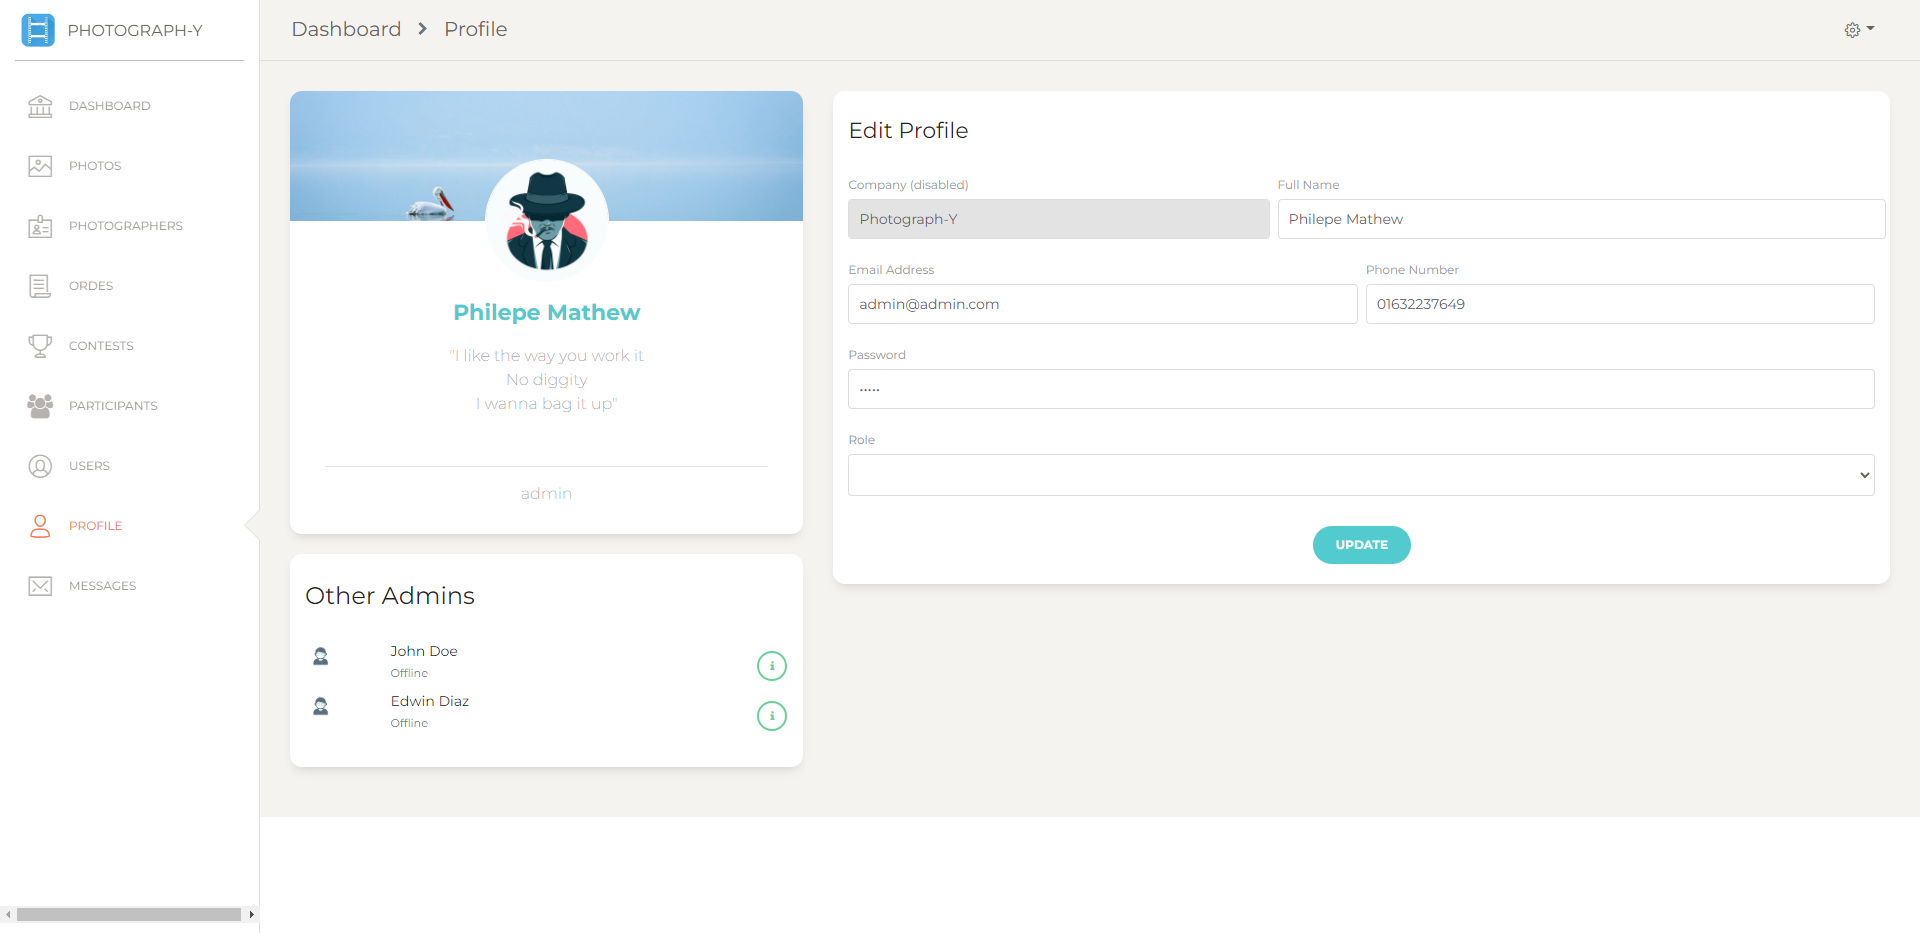 PHOTOGRAPH-Y
DASHBOARD
PHOTOS
PHOTOGRAPHERS
ORDES
CONTESTS
PARTICIPANTS
USERS
PROFILE
MESSAGES
Dashboard > Profile
Philepe Mathew
"I like the way you work it
No diggity
I wanna bag it up"
admin
Other Admins
John Doe
Offline
Edwin Diaz
Offline
Edit Profile
Company (disabled) Full Name
Photograph-Y Philepe Mathew
Email Address Phone Number
admin@admin.com 01632237649
Password
·····
Role
UPDATE